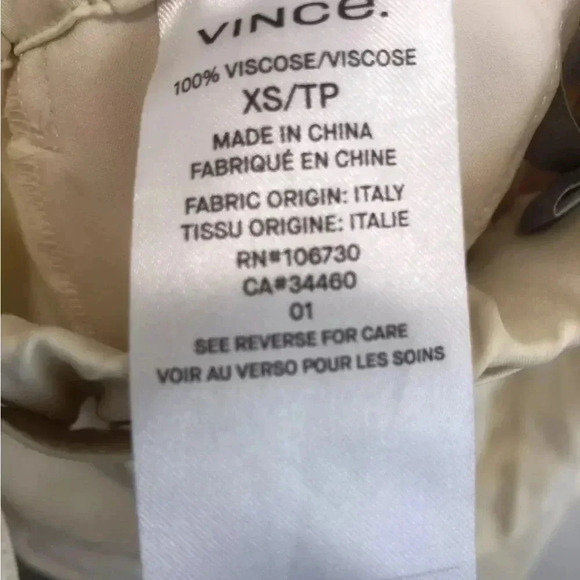 VINCE.
100% VISCOSE/VISCOSE
XS/TP
MADE IN CHINA
FABRIQUÉ EN CHINE
FABRIC ORIGIN: ITALY
TISSU ORIGINE: ITALIE
RN#106730
CA#34460
01
SEE REVERSE FOR CARE
VOIR AU VERSO POUR LES SOINS